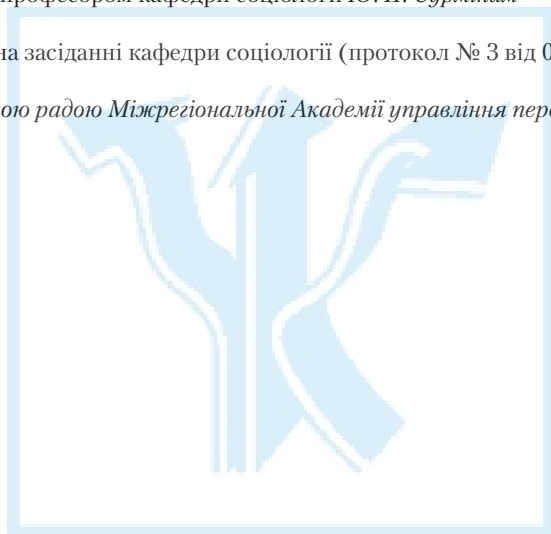 професором кафедри соціології Ю. П. Сурміним
на засіданні кафедри соціології (протокол № 3 від 0
ою радою Міжрегіональної Академії управління пер